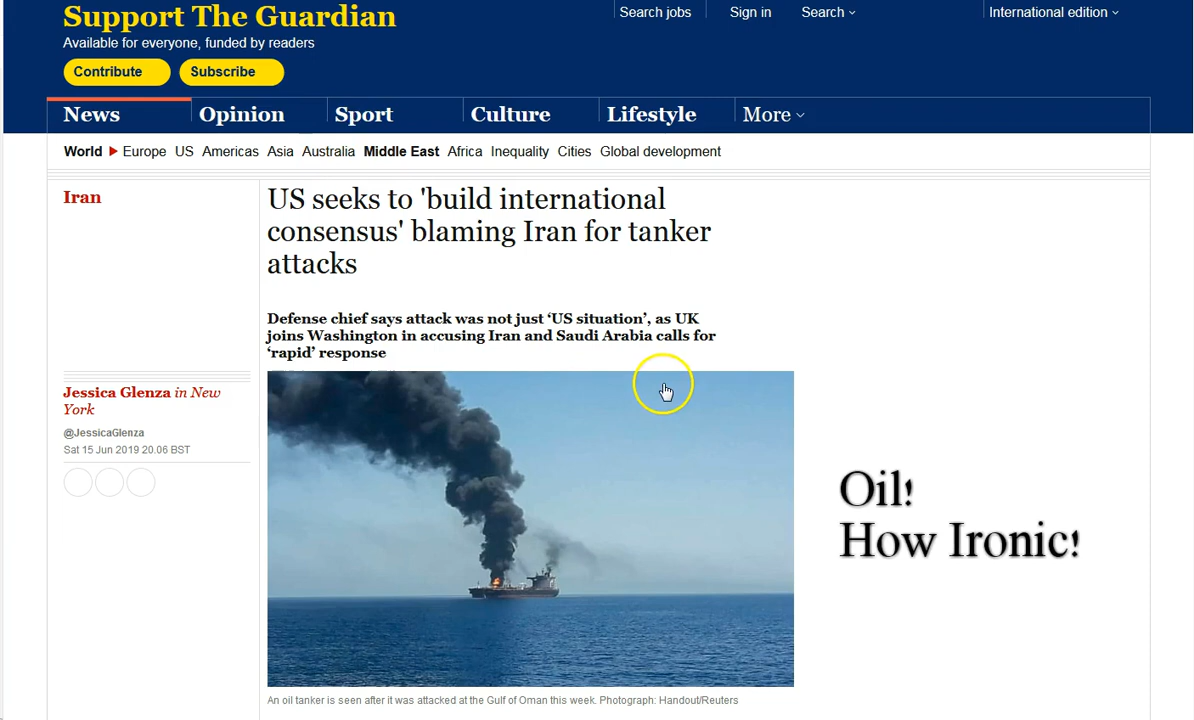 Support The Guardian
Available for everyone, funded by readers
Contribute
Subscribe
Search jobs
Sign in
Search
International edition
News
Opinion
Sport
Culture
Lifestyle
More
World Europe US Americas Asia Australia Middle East Africa Inequality Cities Global development
Iran
US seeks to 'build international
consensus' blaming Iran for tanker
attacks
Defense chief says attack was not just ‘US situation’, as UK
joins Washington in accusing Iran and Saudi Arabia calls for
‘rapid’ response
Jessica Glenza in New
York
@JessicaGlenza
Sat 15 Jun 2019 20.06 BST
Oil!
How Ironic!
An oil tanker is seen after it was attacked at the Gulf of Oman this week. Photograph: Handout/Reuters